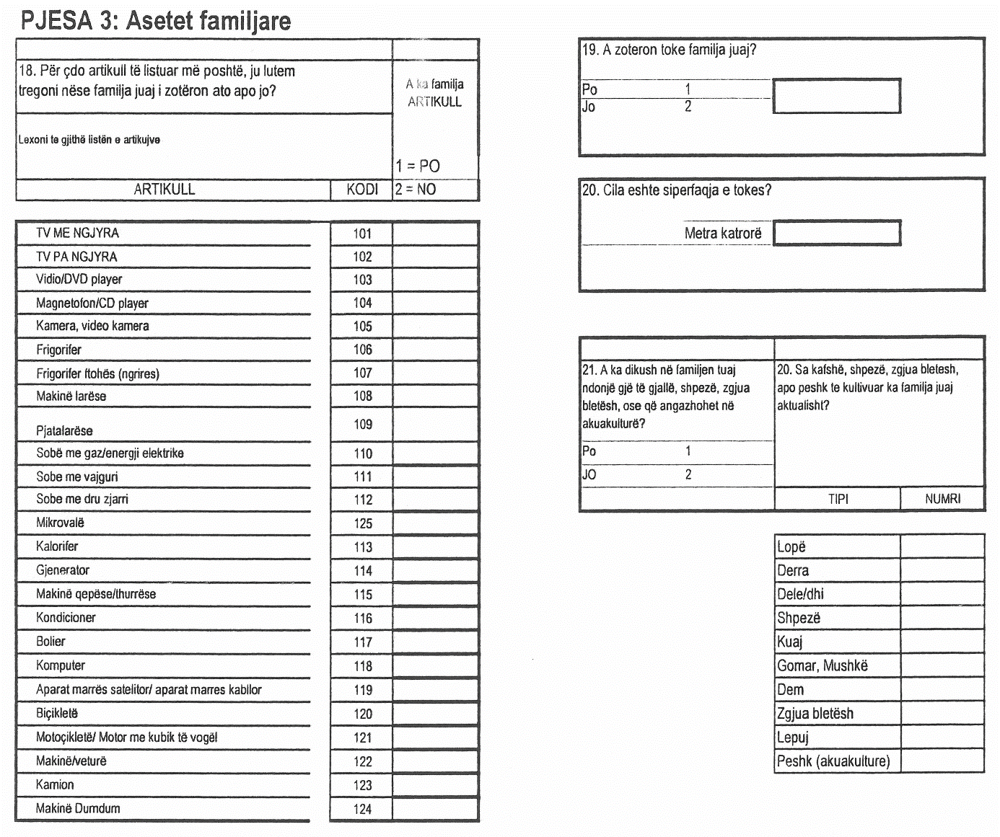 PJESA 3: Asetet familjare
18. Për çdo artikull të listuar më poshtë, ju lutem
tregoni nëse familja juaj i zotëron ato apo jo?
A ka familja
ARTIKULL
Lexoni te gjithë listën e artikujve
1 = PO
ARTIKULL KODI 2 = NO
TV ME NGJYRA 101
TV PA NGJYRA 102
Vidio/DVD player 103
Magnetofon/CD player 104
Kamera, video kamera 105
Frigorifer 106
Frigorifer ftohës (ngrires) 107
Makinë larëse 108
Pjatalarëse 109
Sobë me gaz/energji elektrike 110
Sobe me vajguri 111
Sobe me dru zjarri 112
Mikrovalë 125
Kalorifer 113
Gjenerator 114
Makinë qepëse/thurrëse 115
Kondicioner 116
Bolier 117
Komputer 118
Aparat marrës satelitor/ aparat marres kabllor 119
Biçikletë 120
Motoçikletë/ Motor me kubik të vogël 121
Makinë/veturë 122
Kamion 123
Makinë Dumdum 124
19. A zoteron toke familja juaj?
Po 1
Jo 2
20. Cila eshte siperfaqja e tokes?
Metra katrorë
21. A ka dikush në familjen tuaj
ndonjë gjë të gjallë, shpezë, zgjua
bletësh, ose që angazhohet në
akuakulturë?
Po 1
JO 2
20. Sa kafshë, shpezë, zgjua bletesh,
apo peshk te kultivuar ka familja juaj
aktualisht?
TIPI NUMRI
Lopë
Derra
Dele/dhi
Shpezë
Kuaj
Gomar, Mushkë
Dem
Zgjua bletësh
Lepuj
Peshk (akuakulture)